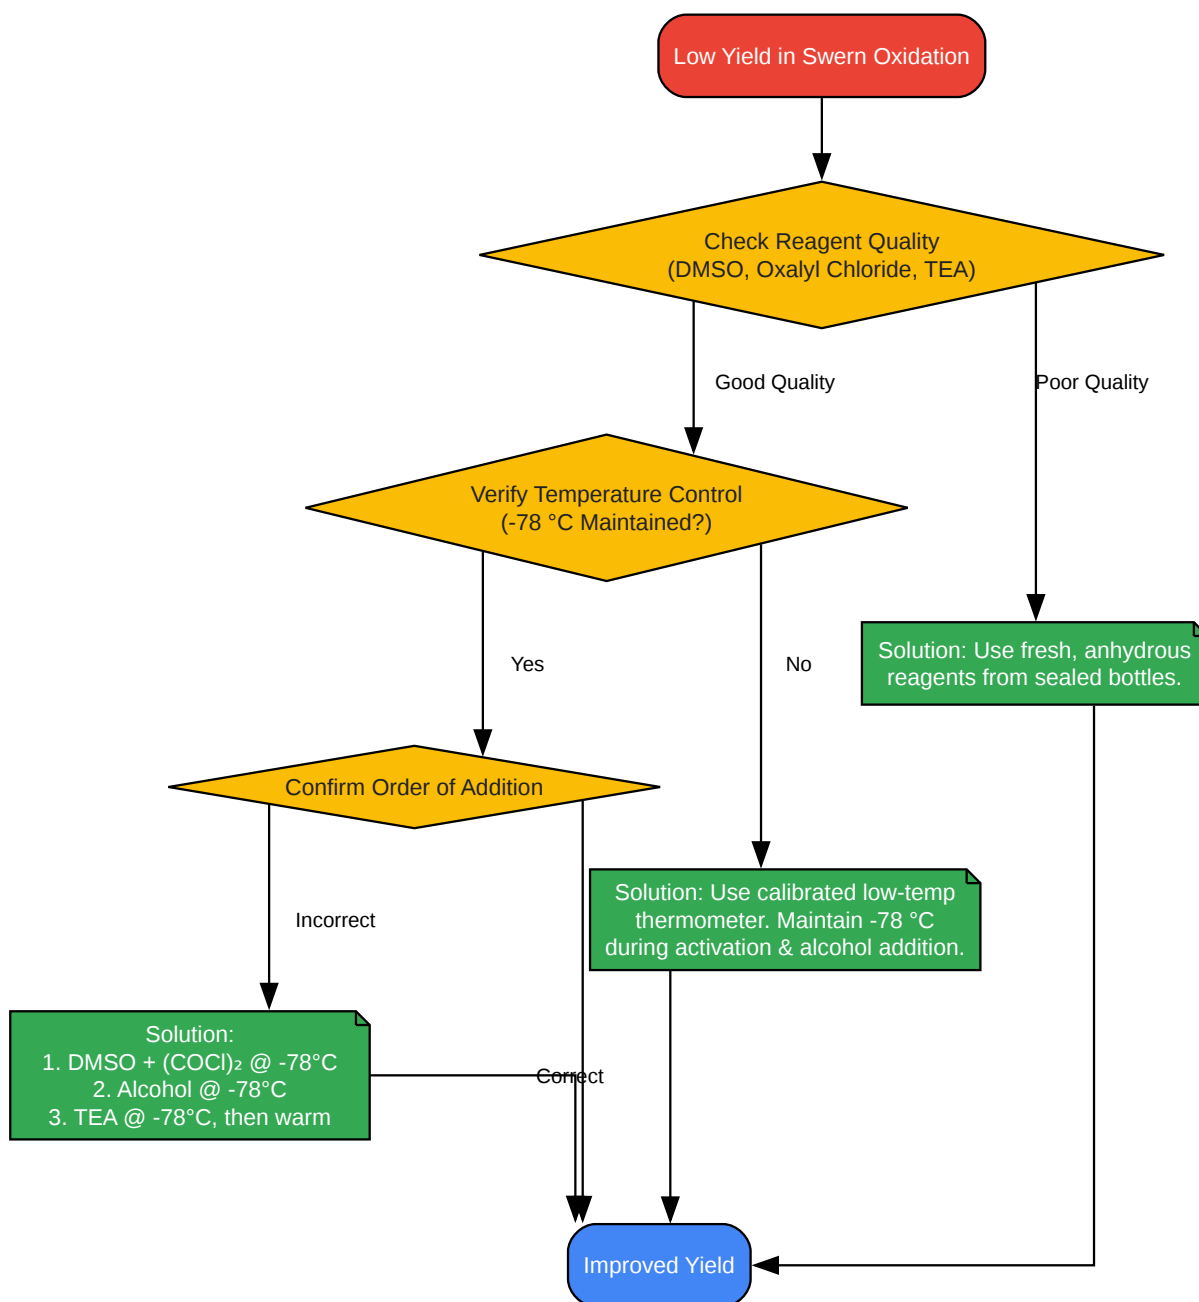 Low Yield in Swern Oxidation
Check Reagent Quality
(DMSO, Oxalyl Chloride, TEA)
Good Quality
Poor Quality
Verify Temperature Control
(-78 °C Maintained?)
Yes
No
Solution: Use fresh, anhydrous
reagents from sealed bottles.
Confirm Order of Addition
Incorrect
Solution: Use calibrated low-temp
thermometer. Maintain -78 °C
during activation & alcohol addition.
Solution:
1. DMSO + (COCl)₂ @ -78°C
2. Alcohol @ -78°C
3. TEA @ -78°C, then warm
Correct
Improved Yield